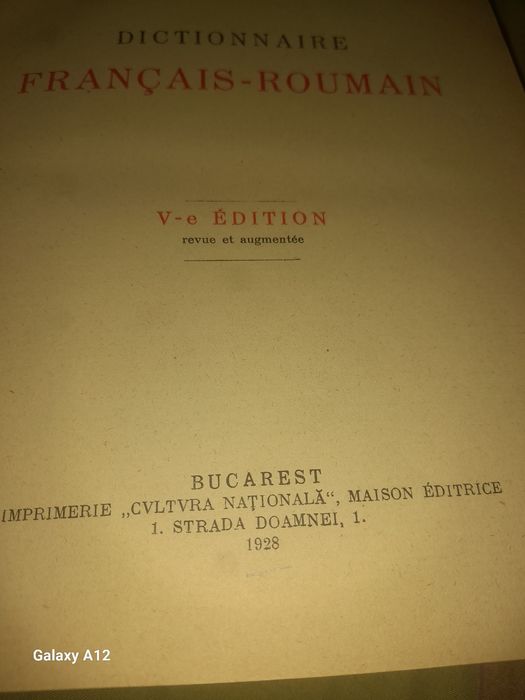 DICTIONNAIRE
FRANÇAIS-ROUMAIN
V-e ÉDITION
revue et augmentée
BUCAREST
IMPRIMERIE „CVLTVRA NAȚIONALĂ“, MAISON ÉDITRICE
1. STRADA DOAMNEI, 1.
1928
Galaxy A12